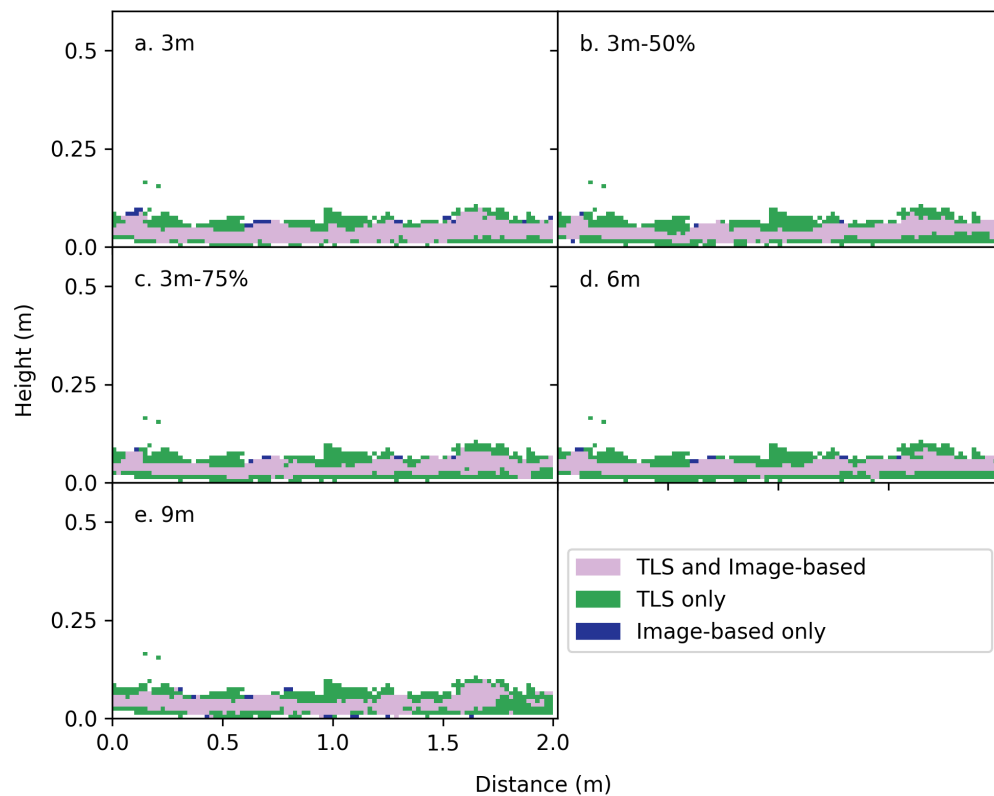 a. 3m
b. 3m-50%
0.5
0.25
0.0
c. 3m-75%
d. 6m
0.5
0.25
0.0
Height (m)
e. 9m
0.5
0.25
0.0
TLS and Image-based
TLS only
Image-based only
0.0 0.5 1.0 1.5 2.0
Distance (m)